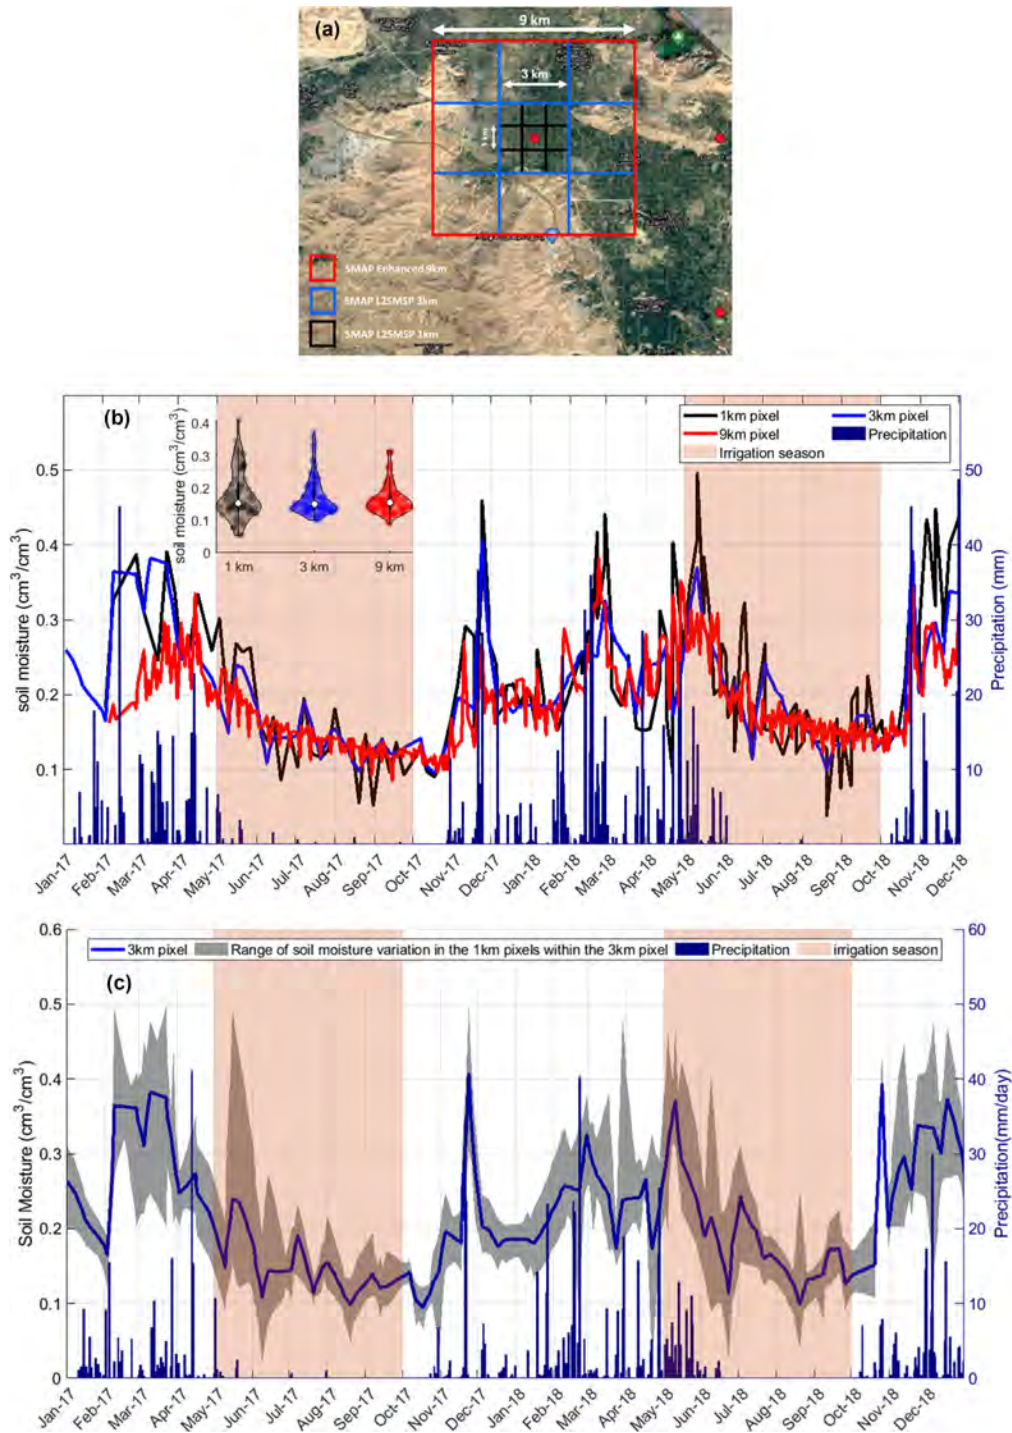 (a)
9 km
3 km
1 km
SMAP Enhanced 9km
SMAP L2SMSP 3km
SMAP L2SMSP 1km
(b)
soil moisture (cm³/cm³)
0.5
0.4
0.3
0.2
0.1
soil moisture (cm³/cm³)
0.4
0.3
0.2
0.1
0
1 km 3 km 9 km
1km pixel 3km pixel
9km pixel Precipitation
Irrigation season
50
40
30
20
10
Precipitation (mm)
Jan-17 Feb-17 Mar-17 Apr-17 May-17 Jun-17 Jul-17 Aug-17 Sep-17 Oct-17 Nov-17 Dec-17 Jan-18 Feb-18 Mar-18 Apr-18 May-18 Jun-18 Jul-18 Aug-18 Sep-18 Oct-18 Nov-18 Dec-18
3km pixel Range of soil moisture variation in the 1km pixels within the 3km pixel Precipitation irrigation season
(c)
Soil Moisture (cm³/cm³)
0.6
0.5
0.4
0.3
0.2
0.1
0
60
50
40
30
20
10
0
Precipitation(mm/day)
Jan-17 Feb-17 Mar-17 Apr-17 May-17 Jun-17 Jul-17 Aug-17 Sep-17 Oct-17 Nov-17 Dec-17 Jan-18 Feb-18 Mar-18 Apr-18 May-18 Jun-18 Jul-18 Aug-18 Sep-18 Oct-18 Nov-18 Dec-18